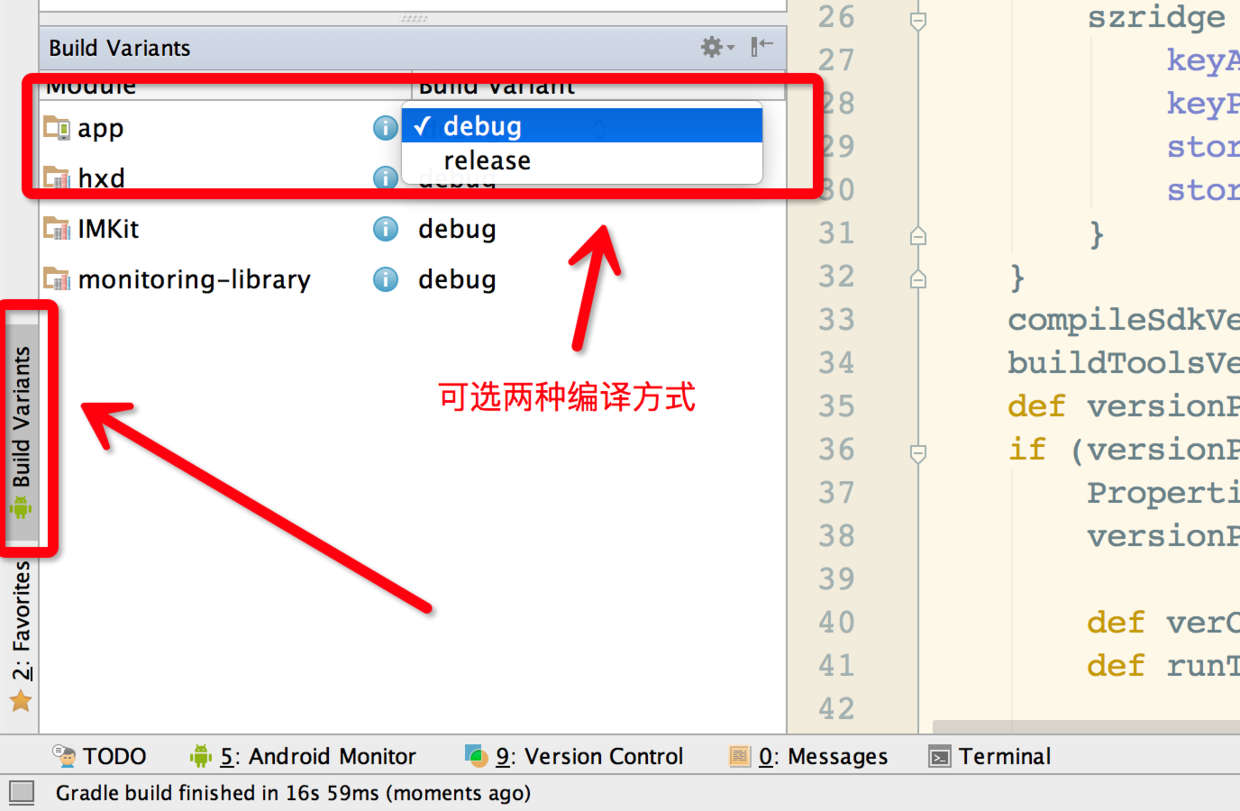 Build Variants
Module Build Variant
app debug
release
hxd debug
IMKit debug
monitoring-library debug
可选两种编译方式
Build Variants
2: Favorites
26 szridge
27 keyA
28 keyP
29 stor
30 stor
31 }
32 }
33 compileSdkVe
34 buildToolsVe
35 def versionP
36 if (versionP
37 Properti
38 versionP
39
40 def verC
41 def runT
42
TODO 5: Android Monitor 9: Version Control 0: Messages Terminal
Gradle build finished in 16s 59ms (moments ago)